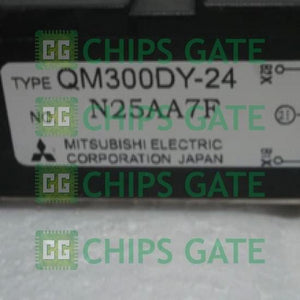 CHIPS GATE
TYPE QM300DY-24
NO. N25AA7F
MITSUBISHI ELECTRIC
CORPORATION JAPAN
CHIPS GATE
CHIPS GATE